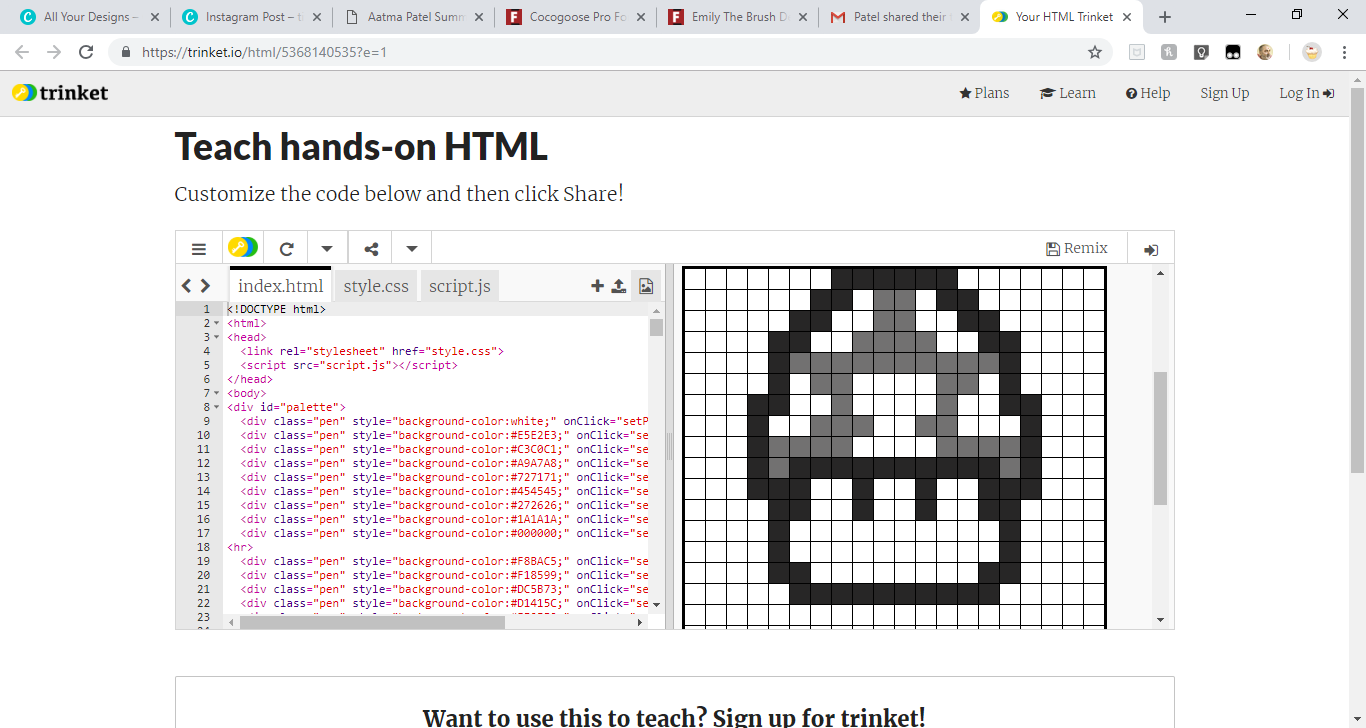 All Your Designs –
Instagram Post – t
Aatma Patel Summ
Cocogoose Pro Fo
Emily The Brush D
Patel shared their
Your HTML Trinket
https://trinket.io/html/5368140535?e=1
trinket
Plans
Learn
Help
Sign Up
Log In
Teach hands-on HTML
Customize the code below and then click Share!
Remix
index.html
style.css
script.js
1 <!DOCTYPE html>
2 <html>
3 <head>
4 <link rel="stylesheet" href="style.css">
5 <script src="script.js"></script>
6 </head>
7 <body>
8 <div id="palette">
9 <div class="pen" style="background-color:white;" onClick="setP
10 <div class="pen" style="background-color:#E5E2E3;" onClick="se
11 <div class="pen" style="background-color:#C3C0C1;" onClick="se
12 <div class="pen" style="background-color:#A9A7A8;" onClick="se
13 <div class="pen" style="background-color:#727171;" onClick="se
14 <div class="pen" style="background-color:#454545;" onClick="se
15 <div class="pen" style="background-color:#272626;" onClick="se
16 <div class="pen" style="background-color:#1A1A1A;" onClick="se
17 <div class="pen" style="background-color:#000000;" onClick="se
18 <hr>
19 <div class="pen" style="background-color:#F8BAC5;" onClick="se
20 <div class="pen" style="background-color:#F18599;" onClick="se
21 <div class="pen" style="background-color:#DC5B73;" onClick="se
22 <div class="pen" style="background-color:#D1415C;" onClick="se
23
Want to use this to teach? Sign up for trinket!